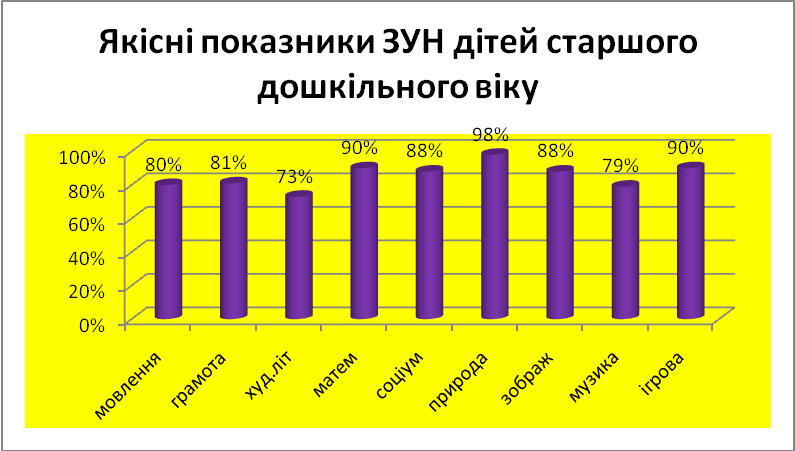 Якісні показники ЗУН дітей старшого
дошкільного віку
100%
80%
60%
40%
20%
0%
80%
81%
73%
90%
88%
98%
88%
79%
90%
мовлення
грамота
худ.літ
матем
соціум
природа
зображ
музика
ігрова